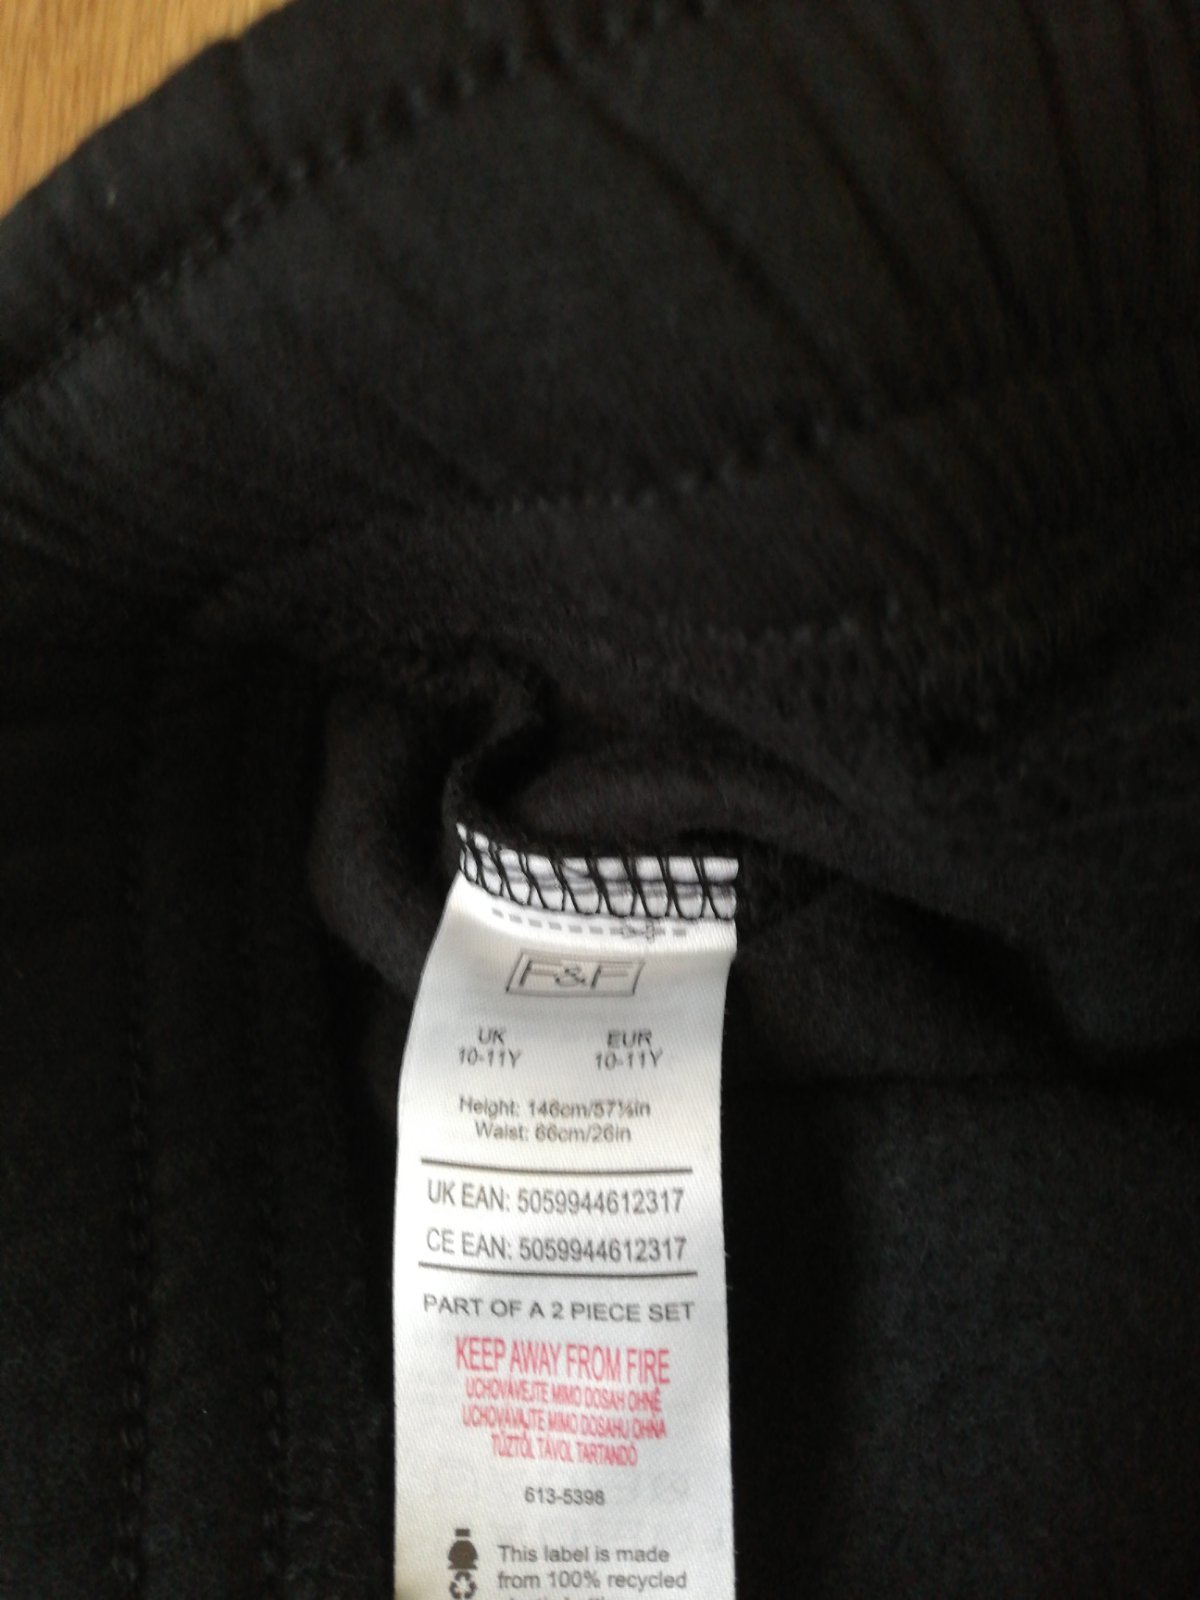 F&F
UK EUR
10-11Y 10-11Y
Height: 146cm/57½in
Waist: 66cm/26in
UK EAN: 5059944612317
CE EAN: 5059944612317
PART OF A 2 PIECE SET
KEEP AWAY FROM FIRE
UCHOVÁVEJTE MIMO DOSAH OHNĚ
UCHOVÁVAJTE MIMO DOSAHU OHŇA
TŰZTŐL TÁVOL TARTANDÓ
613-5398
This label is made
from 100% recycled